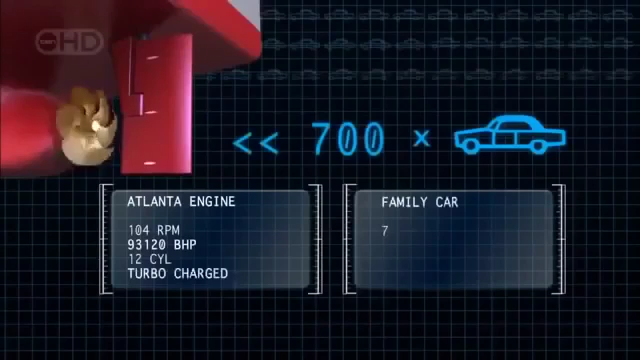 HD
<< 700 x
ATLANTA ENGINE
104 RPM
93120 BHP
12 CYL
TURBO CHARGED
FAMILY CAR
7